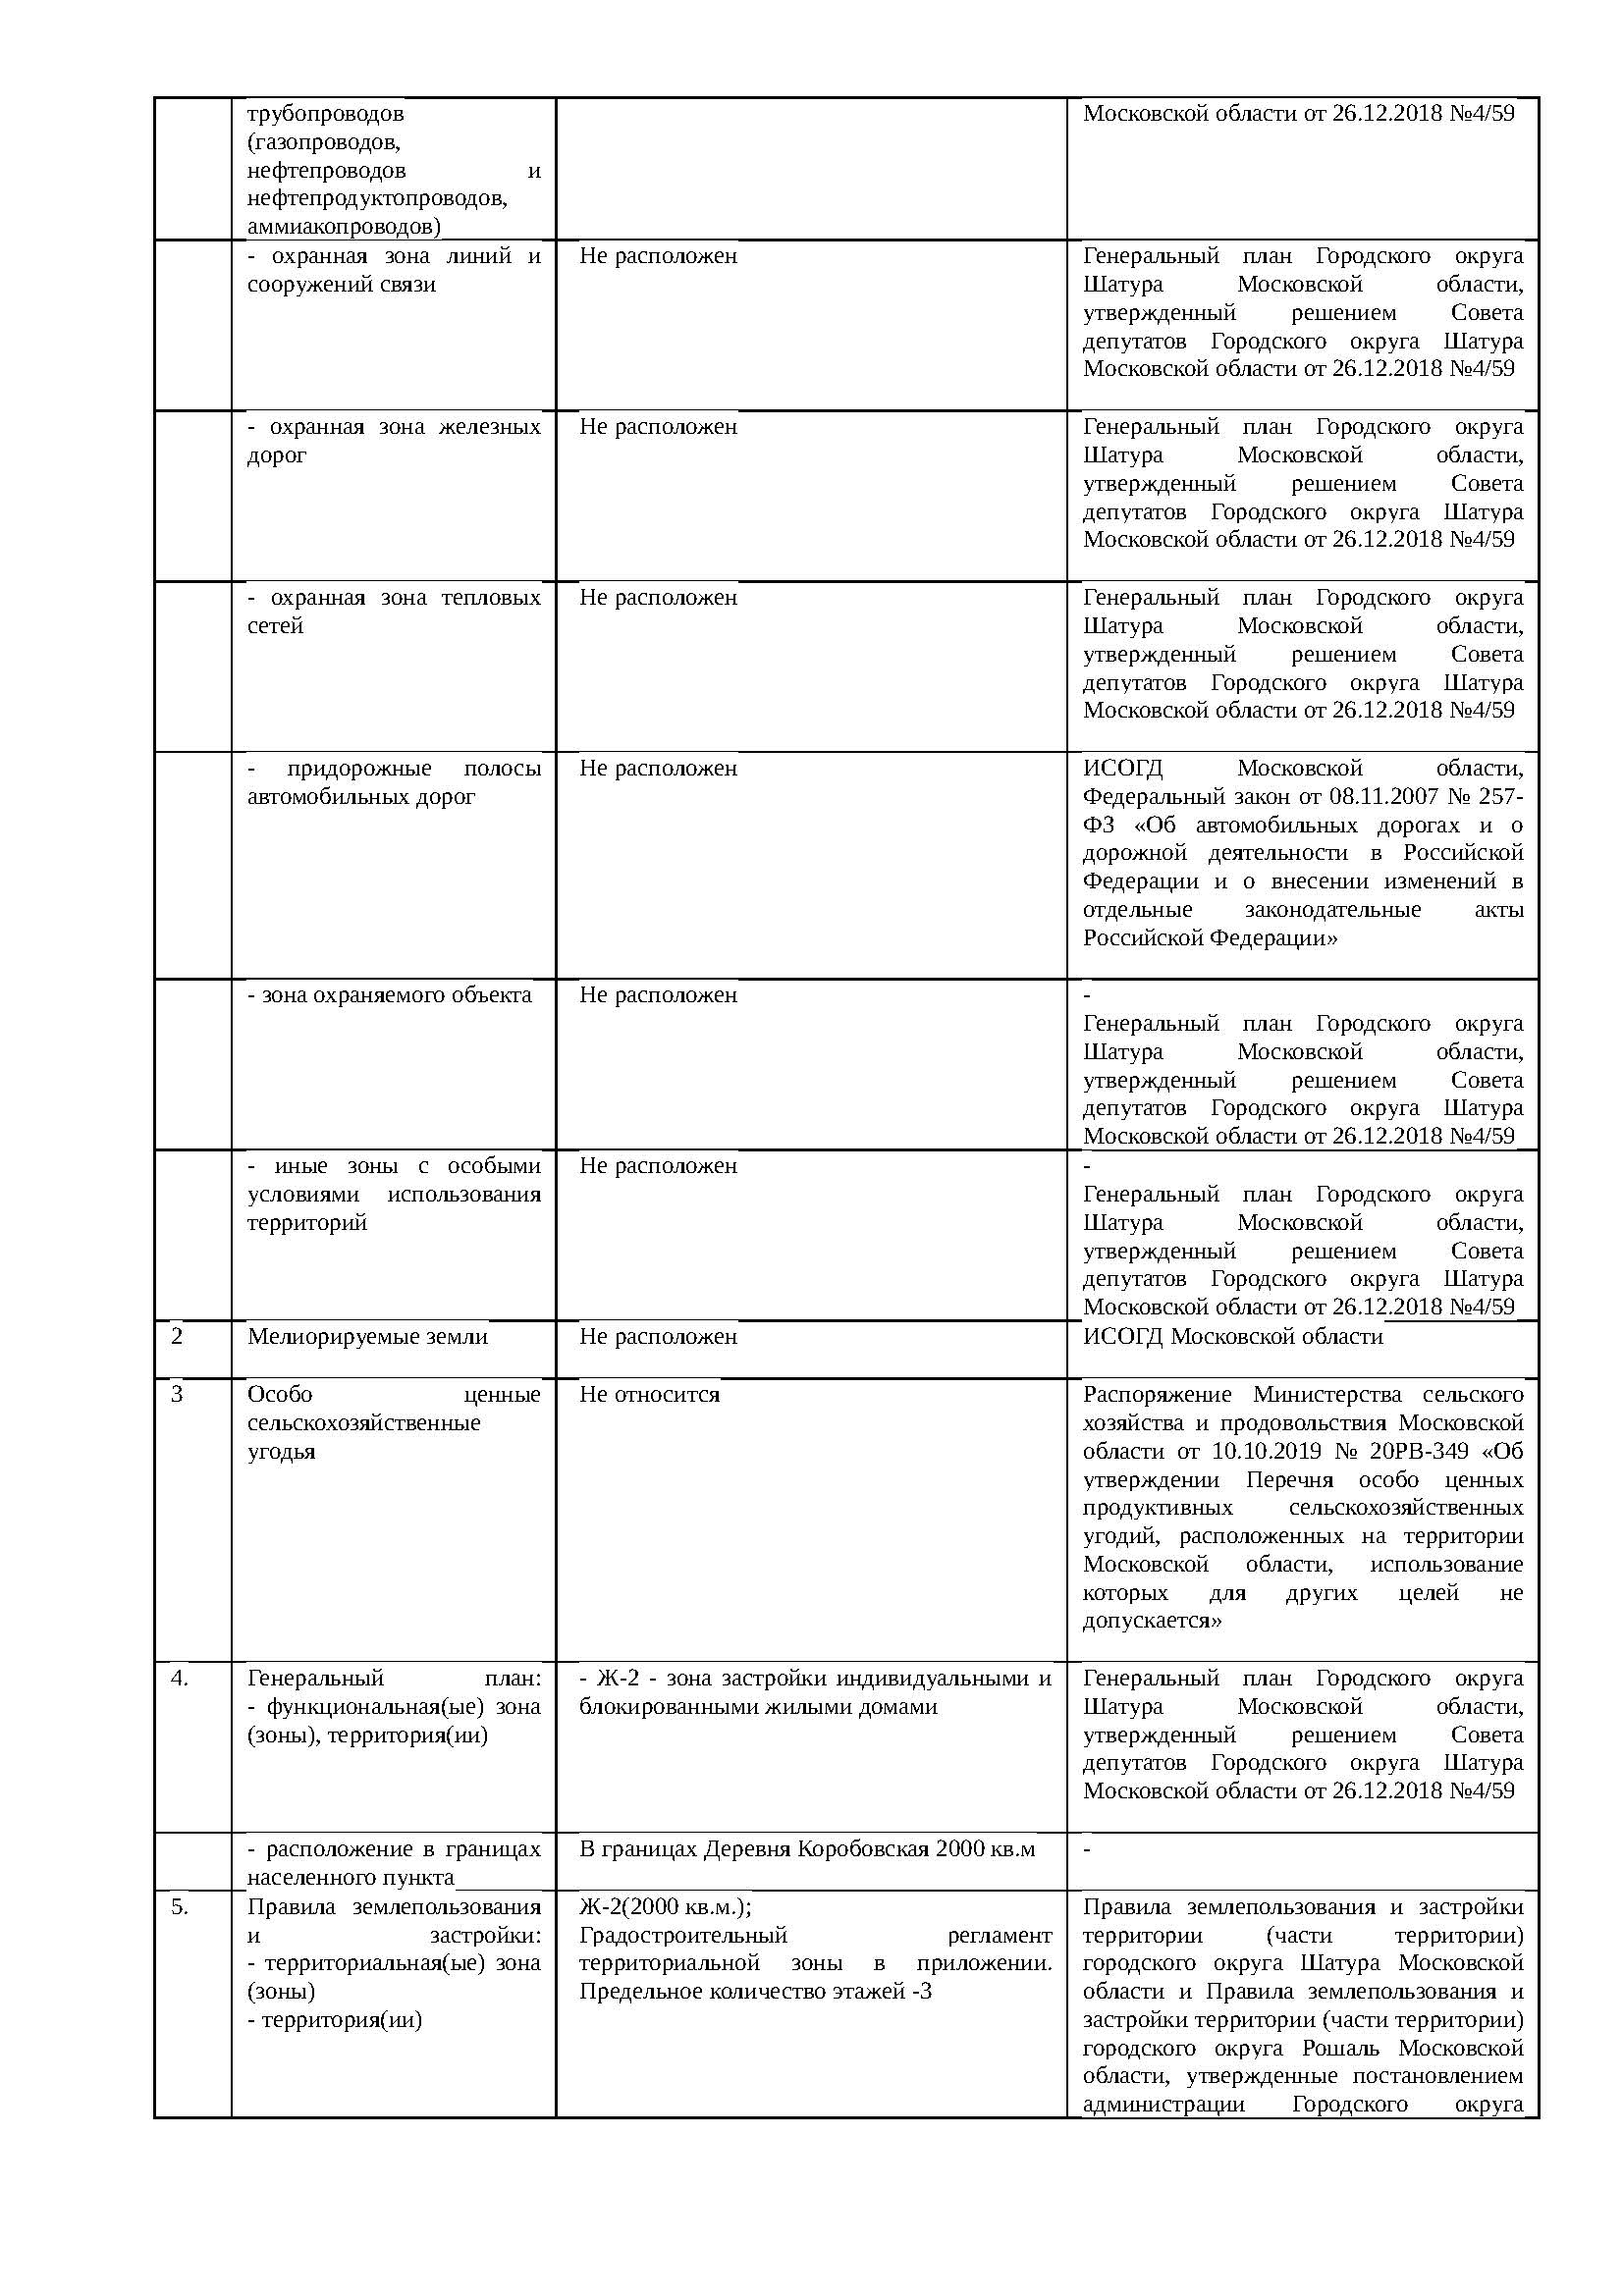 трубопроводов
(газопроводов,
нефтепроводов и
нефтепродуктопроводов,
аммиакопроводов)
Московской области от 26.12.2018 №4/59
- охранная зона линий и
сооружений связи
Не расположен
Генеральный план Городского округа
Шатура Московской области,
утвержденный решением Совета
депутатов Городского округа Шатура
Московской области от 26.12.2018 №4/59
- охранная зона железных
дорог
Не расположен
Генеральный план Городского округа
Шатура Московской области,
утвержденный решением Совета
депутатов Городского округа Шатура
Московской области от 26.12.2018 №4/59
- охранная зона тепловых
сетей
Не расположен
Генеральный план Городского округа
Шатура Московской области,
утвержденный решением Совета
депутатов Городского округа Шатура
Московской области от 26.12.2018 №4/59
- придорожные полосы
автомобильных дорог
Не расположен
ИСОГД Московской области,
Федеральный закон от 08.11.2007 № 257-
ФЗ «Об автомобильных дорогах и о
дорожной деятельности в Российской
Федерации и о внесении изменений в
отдельные законодательные акты
Российской Федерации»
- зона охраняемого объекта
Не расположен
-
Генеральный план Городского округа
Шатура Московской области,
утвержденный решением Совета
депутатов Городского округа Шатура
Московской области от 26.12.2018 №4/59
- иные зоны с особыми
условиями использования
территорий
Не расположен
-
Генеральный план Городского округа
Шатура Московской области,
утвержденный решением Совета
депутатов Городского округа Шатура
Московской области от 26.12.2018 №4/59
2
Мелиорируемые земли
Не расположен
ИСОГД Московской области
3
Особо ценные
сельскохозяйственные
угодья
Не относится
Распоряжение Министерства сельского
хозяйства и продовольствия Московской
области от 10.10.2019 № 20РВ-349 «Об
утверждении Перечня особо ценных
продуктивных сельскохозяйственных
угодий, расположенных на территории
Московской области, использование
которых для других целей не
допускается»
4.
Генеральный план:
- функциональная(ые) зона
(зоны), территория(ии)
- Ж-2 - зона застройки индивидуальными и
блокированными жилыми домами
Генеральный план Городского округа
Шатура Московской области,
утвержденный решением Совета
депутатов Городского округа Шатура
Московской области от 26.12.2018 №4/59
- расположение в границах
населенного пункта
В границах Деревня Коробовская 2000 кв.м
-
5.
Правила землепользования
и застройки:
- территориальная(ые) зона
(зоны)
- территория(ии)
Ж-2(2000 кв.м.);
Градостроительный регламент
территориальной зоны в приложении.
Предельное количество этажей -3
Правила землепользования и застройки
территории (части территории)
городского округа Шатура Московской
области и Правила землепользования и
застройки территории (части территории)
городского округа Рошаль Московской
области, утвержденные постановлением
администрации Городского округа